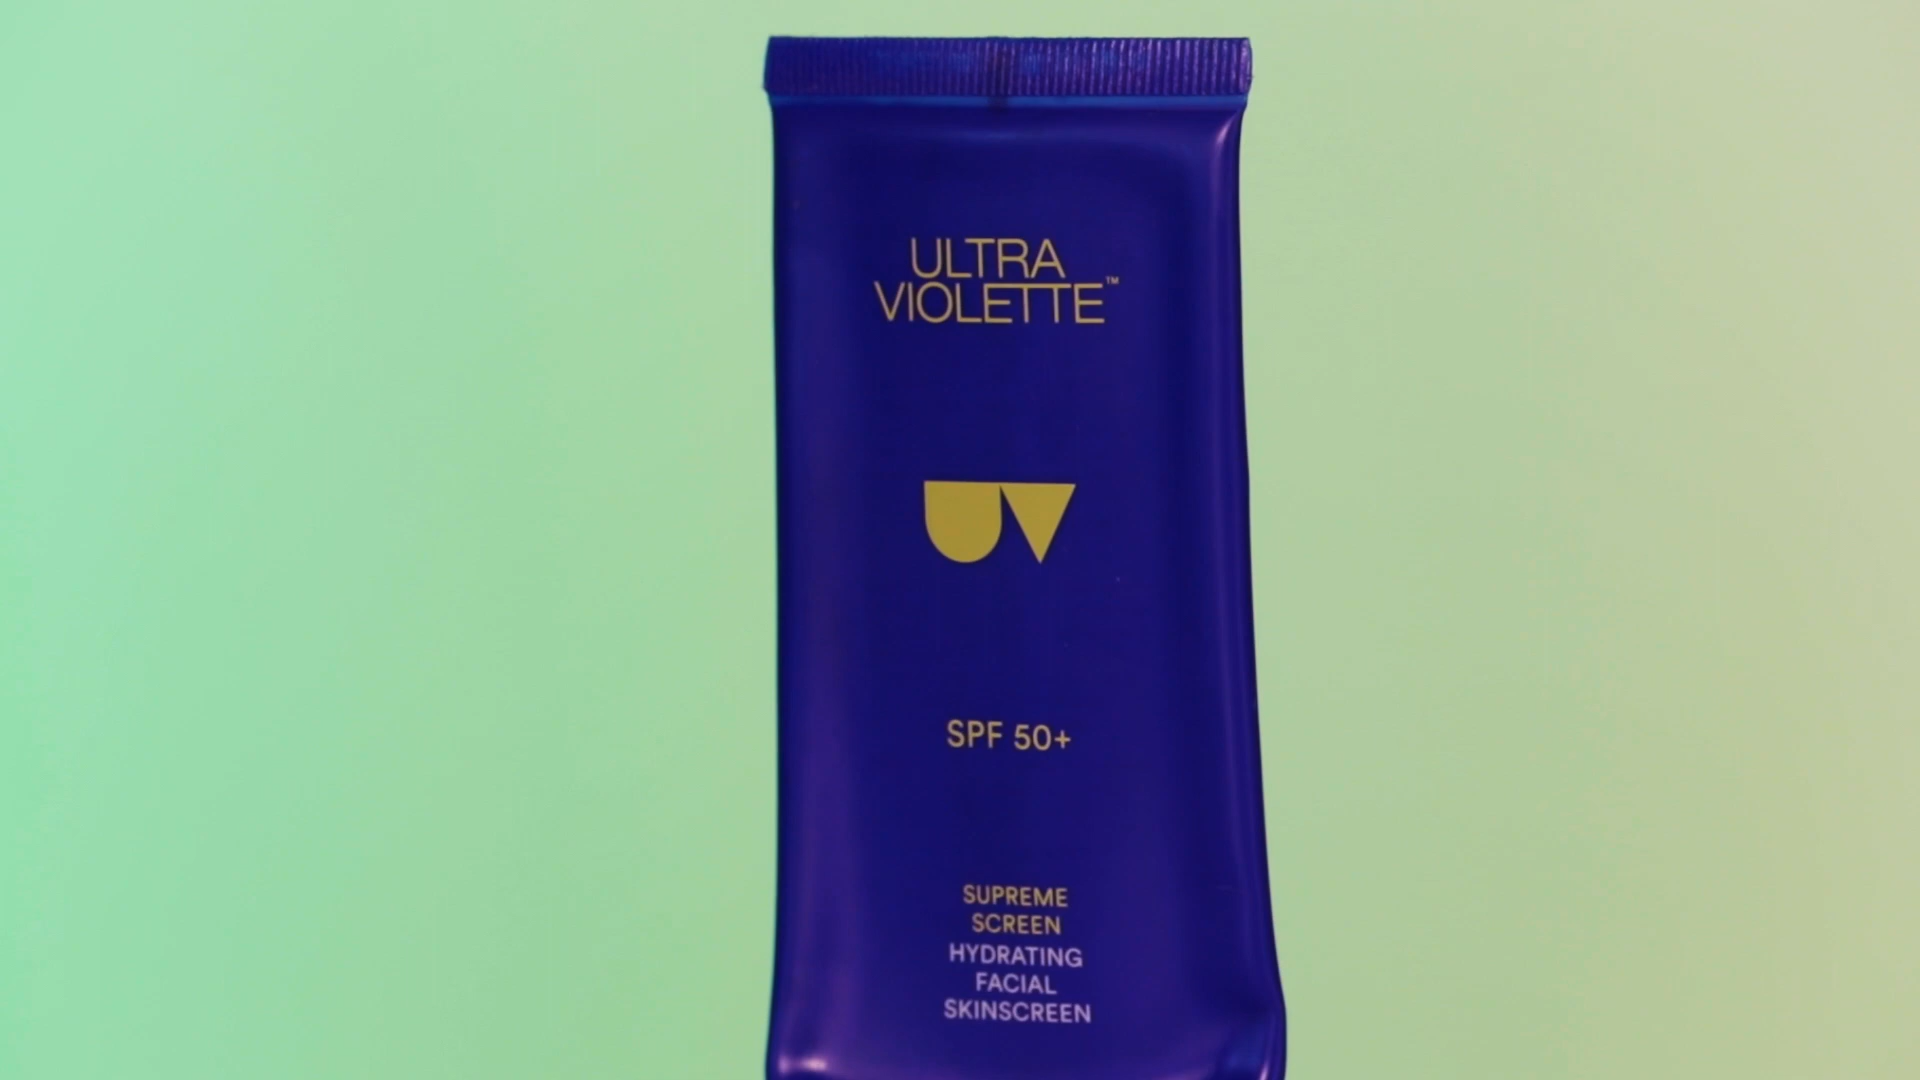 ULTRA
VIOLETTE™
UV
SPF 50+
SUPREME
SCREEN
HYDRATING
FACIAL
SKINSCREEN